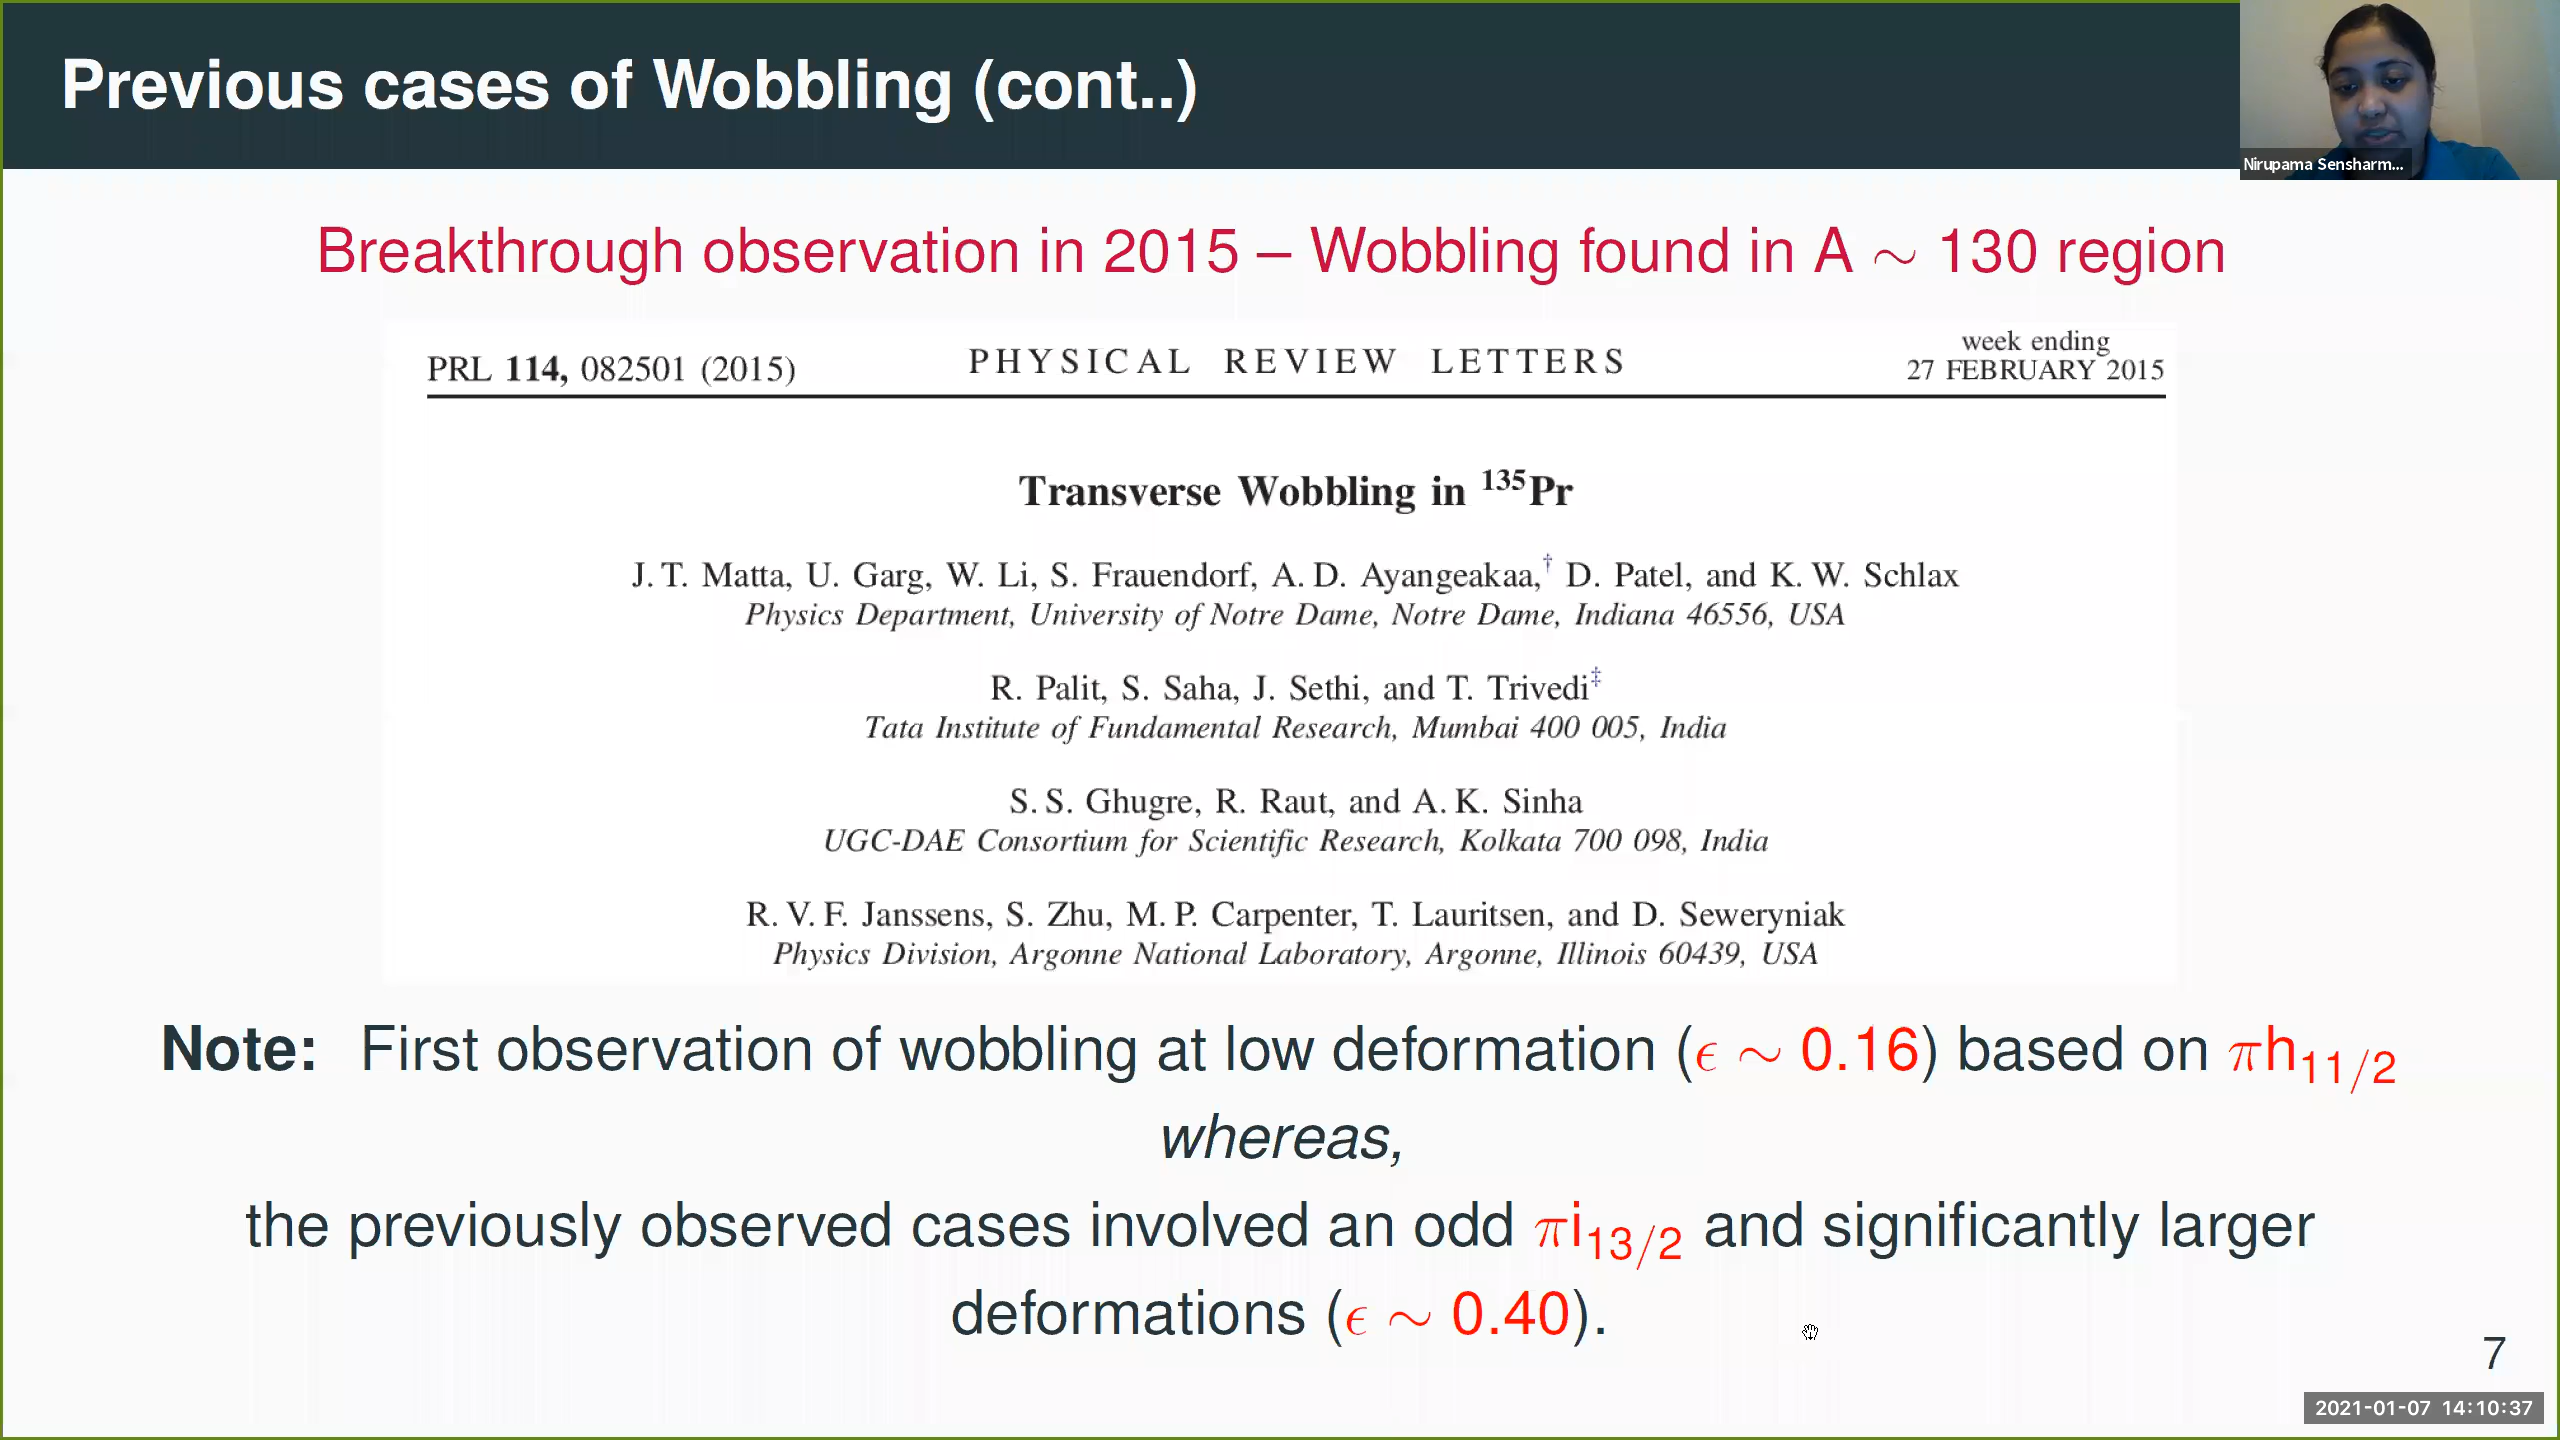 Previous cases of Wobbling (cont..)
Nirupama Sensharm...
Breakthrough observation in 2015 – Wobbling found in A ∼ 130 region
PRL 114, 082501 (2015)
PHYSICAL REVIEW LETTERS
week ending
27 FEBRUARY 2015
Transverse Wobbling in ¹³⁵Pr
J. T. Matta, U. Garg, W. Li, S. Frauendorf, A. D. Ayangeakaa,† D. Patel, and K. W. Schlax
Physics Department, University of Notre Dame, Notre Dame, Indiana 46556, USA
R. Palit, S. Saha, J. Sethi, and T. Trivedi‡
Tata Institute of Fundamental Research, Mumbai 400 005, India
S. S. Ghugre, R. Raut, and A. K. Sinha
UGC-DAE Consortium for Scientific Research, Kolkata 700 098, India
R. V. F. Janssens, S. Zhu, M. P. Carpenter, T. Lauritsen, and D. Seweryniak
Physics Division, Argonne National Laboratory, Argonne, Illinois 60439, USA
Note: First observation of wobbling at low deformation (ϵ ∼ 0.16) based on πh₁₁/₂
whereas,
the previously observed cases involved an odd πi₁₃/₂ and significantly larger
deformations (ϵ ∼ 0.40).
7
2021-01-07 14:10:37